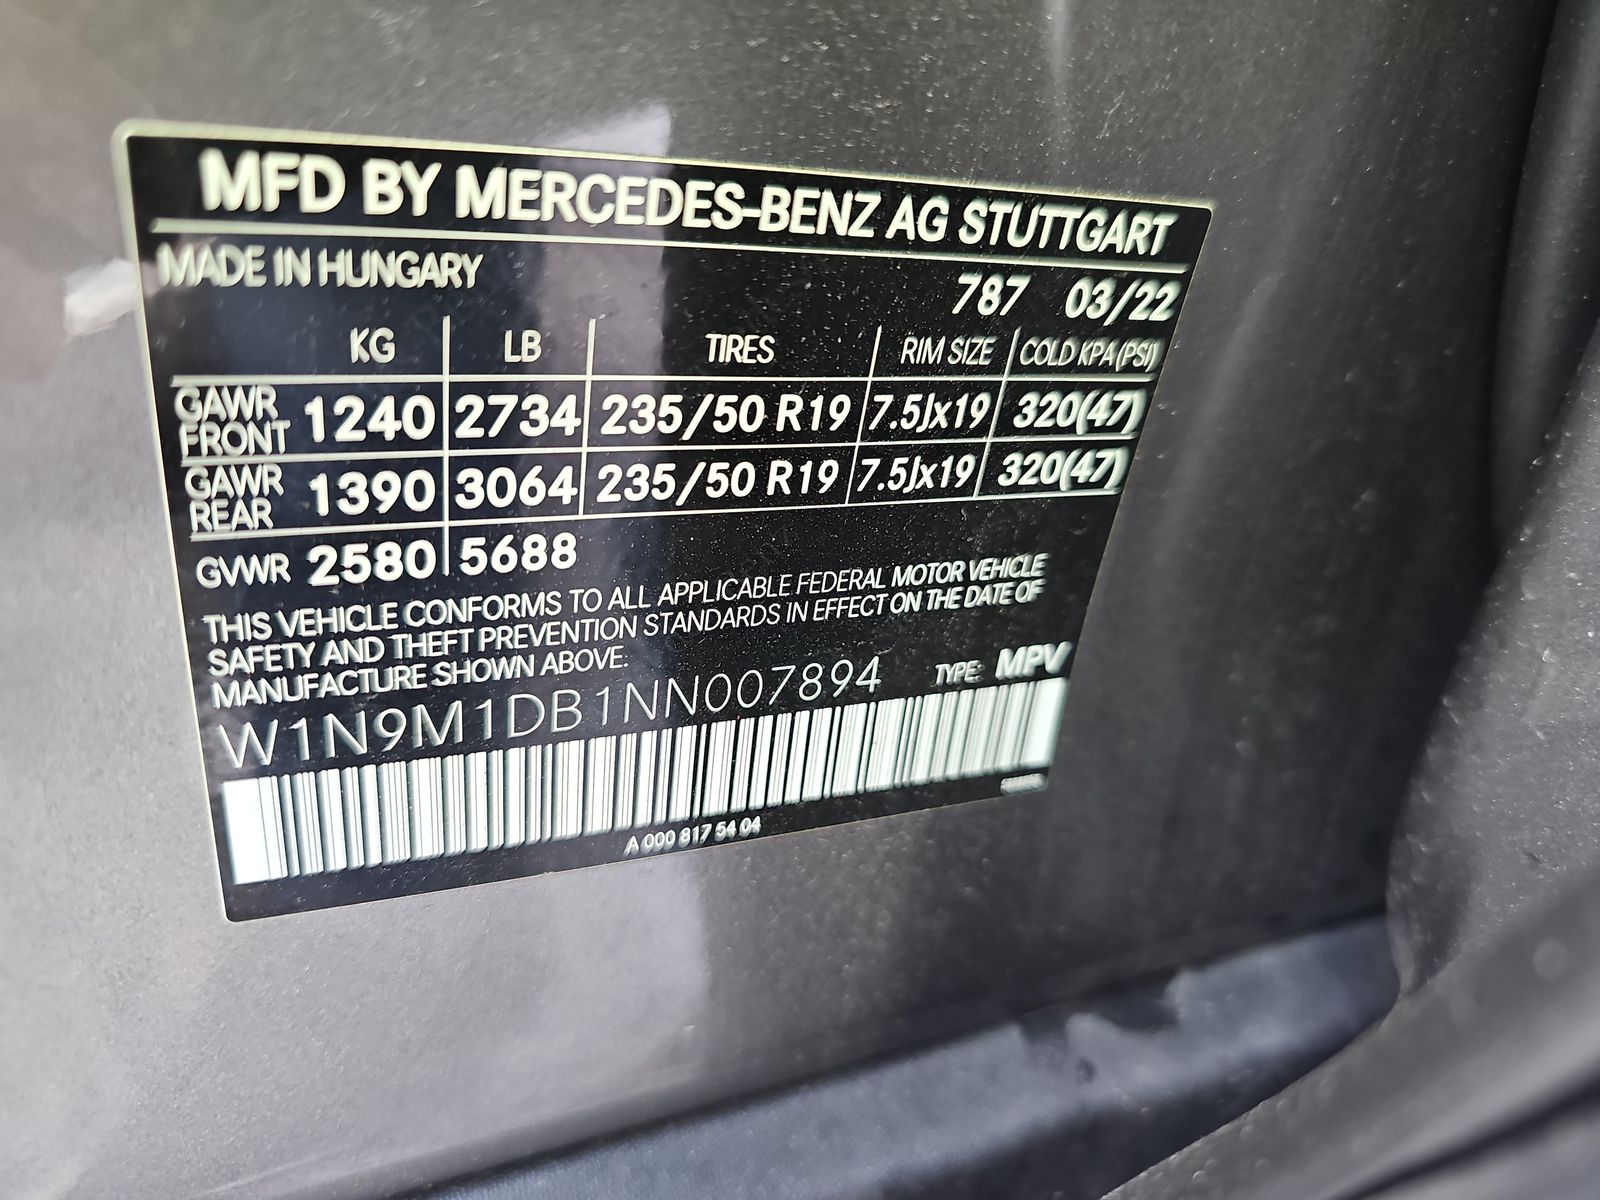 MFD BY MERCEDES-BENZ AG STUTTGART
MADE IN HUNGARY
787 03/22
KG LB TIRES RIM SIZE COLD KPA (PSI)
GAWR FRONT 1240 2734 235/50 R19 7.5Jx19 320(47)
GAWR REAR 1390 3064 235/50 R19 7.5Jx19 320(47)
GVWR 2580 5688
THIS VEHICLE CONFORMS TO ALL APPLICABLE FEDERAL MOTOR VEHICLE
SAFETY AND THEFT PREVENTION STANDARDS IN EFFECT ON THE DATE OF
MANUFACTURE SHOWN ABOVE.
W1N9M1DB1NN007894 TYPE: MPV
A 000 817 54 04